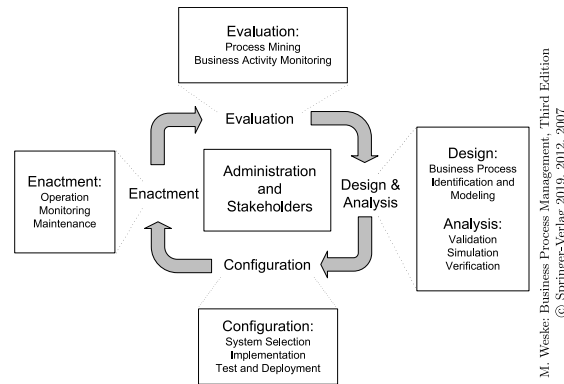 Evaluation:
Process Mining
Business Activity Monitoring
Evaluation
Enactment:
Operation
Monitoring
Maintenance
Enactment
Administration
and
Stakeholders
Design &
Analysis
Design:
Business Process
Identification and
Modeling
Analysis:
Validation
Simulation
Verification
Configuration
Configuration:
System Selection
Implementation
Test and Deployment
M. Weske: Business Process Management, Third Edition
© Springer-Verlag 2019, 2012, 2007